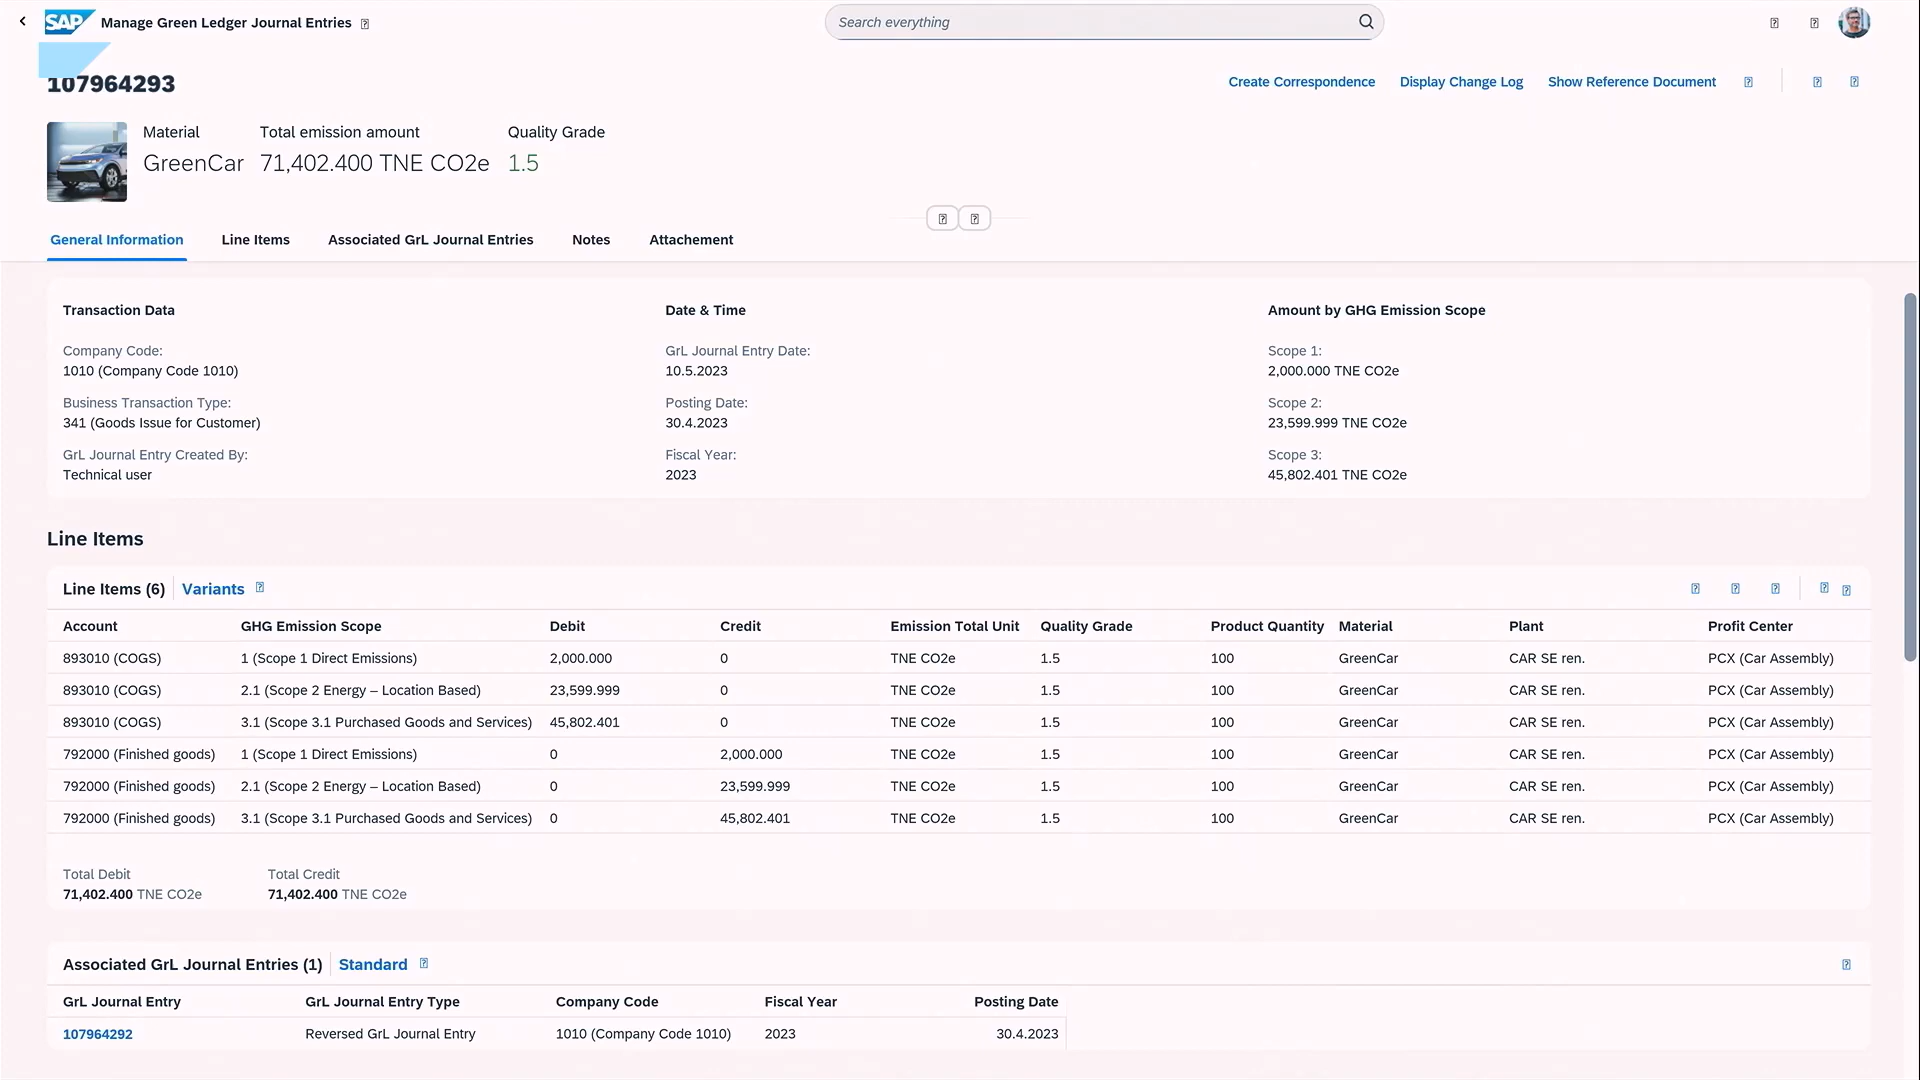 SAP Manage Green Ledger Journal Entries
Search everything
107964293
Create Correspondence Display Change Log Show Reference Document
Material Total emission amount Quality Grade
GreenCar 71,402.400 TNE CO2e 1.5
General Information Line Items Associated GrL Journal Entries Notes Attachement
Transaction Data Date & Time Amount by GHG Emission Scope
Company Code: GrL Journal Entry Date: Scope 1:
1010 (Company Code 1010) 10.5.2023 2,000.000 TNE CO2e
Business Transaction Type: Posting Date: Scope 2:
341 (Goods Issue for Customer) 30.4.2023 23,599.999 TNE CO2e
GrL Journal Entry Created By: Fiscal Year: Scope 3:
Technical user 2023 45,802.401 TNE CO2e
Line Items
Line Items (6) Variants
Account GHG Emission Scope Debit Credit Emission Total Unit Quality Grade Product Quantity Material Plant Profit Center
893010 (COGS) 1 (Scope 1 Direct Emissions) 2,000.000 0 TNE CO2e 1.5 100 GreenCar CAR SE ren. PCX (Car Assembly)
893010 (COGS) 2.1 (Scope 2 Energy – Location Based) 23,599.999 0 TNE CO2e 1.5 100 GreenCar CAR SE ren. PCX (Car Assembly)
893010 (COGS) 3.1 (Scope 3.1 Purchased Goods and Services) 45,802.401 0 TNE CO2e 1.5 100 GreenCar CAR SE ren. PCX (Car Assembly)
792000 (Finished goods) 1 (Scope 1 Direct Emissions) 0 2,000.000 TNE CO2e 1.5 100 GreenCar CAR SE ren. PCX (Car Assembly)
792000 (Finished goods) 2.1 (Scope 2 Energy – Location Based) 0 23,599.999 TNE CO2e 1.5 100 GreenCar CAR SE ren. PCX (Car Assembly)
792000 (Finished goods) 3.1 (Scope 3.1 Purchased Goods and Services) 0 45,802.401 TNE CO2e 1.5 100 GreenCar CAR SE ren. PCX (Car Assembly)
Total Debit Total Credit
71,402.400 TNE CO2e 71,402.400 TNE CO2e
Associated GrL Journal Entries (1) Standard
GrL Journal Entry GrL Journal Entry Type Company Code Fiscal Year Posting Date
107964292 Reversed GrL Journal Entry 1010 (Company Code 1010) 2023 30.4.2023